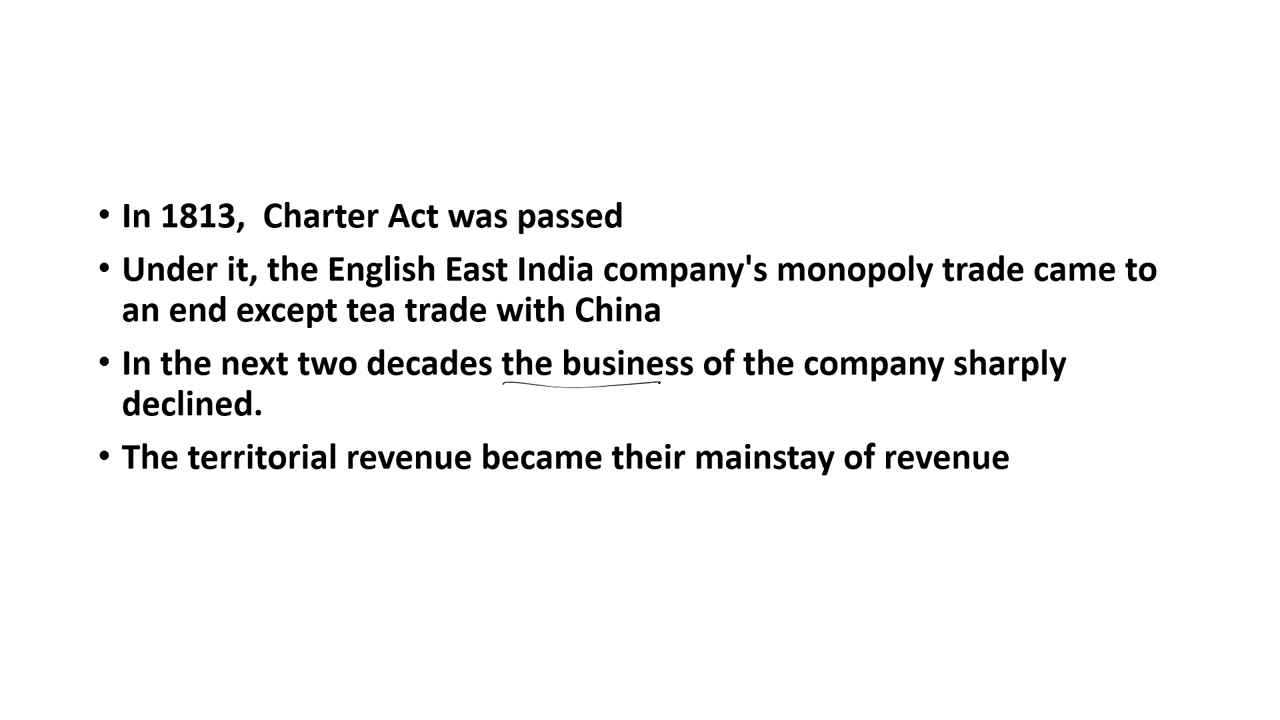 • In 1813,  Charter Act was passed
• Under it, the English East India company's monopoly trade came to
an end except tea trade with China
• In the next two decades the business of the company sharply
declined.
• The territorial revenue became their mainstay of revenue